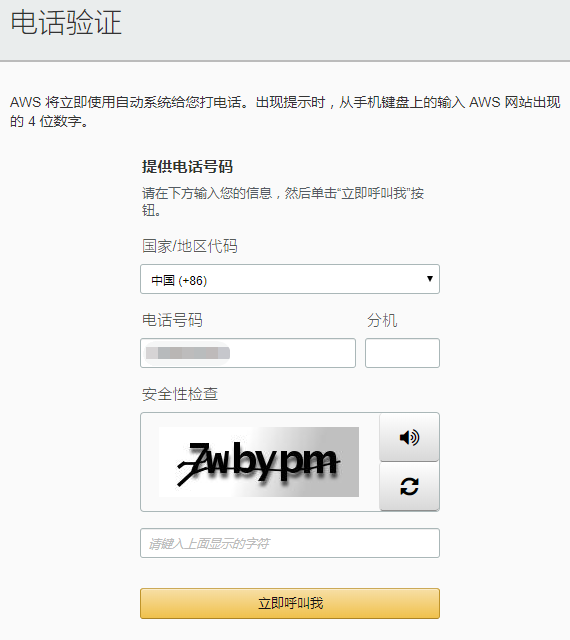 电话验证
AWS 将立即使用自动系统给您打电话。出现提示时，从手机键盘上的输入 AWS 网站出现
的 4 位数字。
提供电话号码
请在下方输入您的信息，然后单击“立即呼叫我”按
钮。
国家/地区代码
中国 (+86)
电话号码 分机
安全性检查
7wbypm
请键入上面显示的字符
立即呼叫我